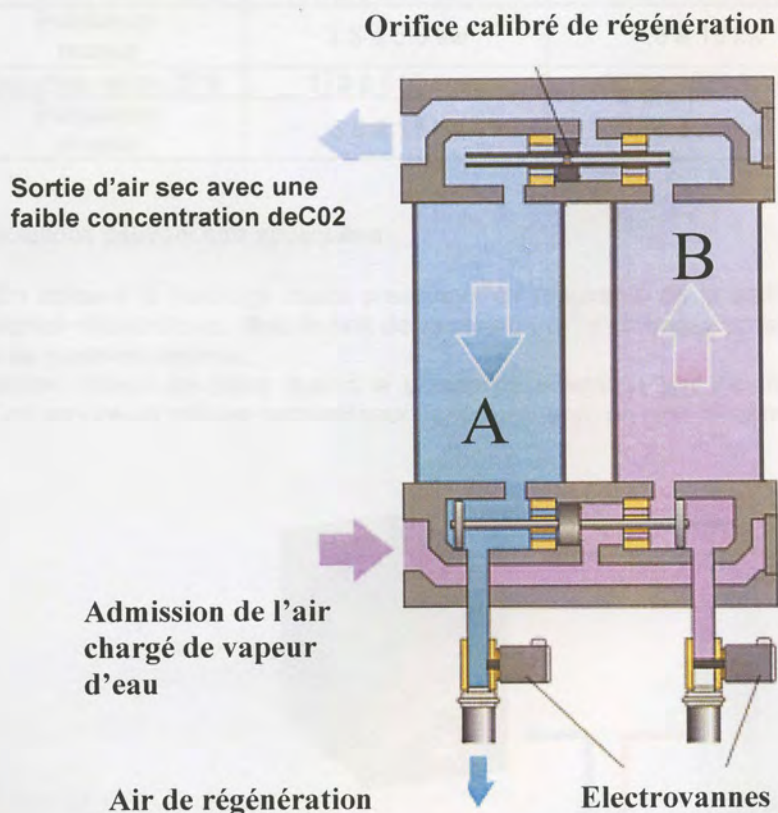 Orifice calibré de régénération
Sortie d'air sec avec une
faible concentration deC02
B
A
Admission de l'air
chargé de vapeur
d'eau
Air de régénération
Electrovannes